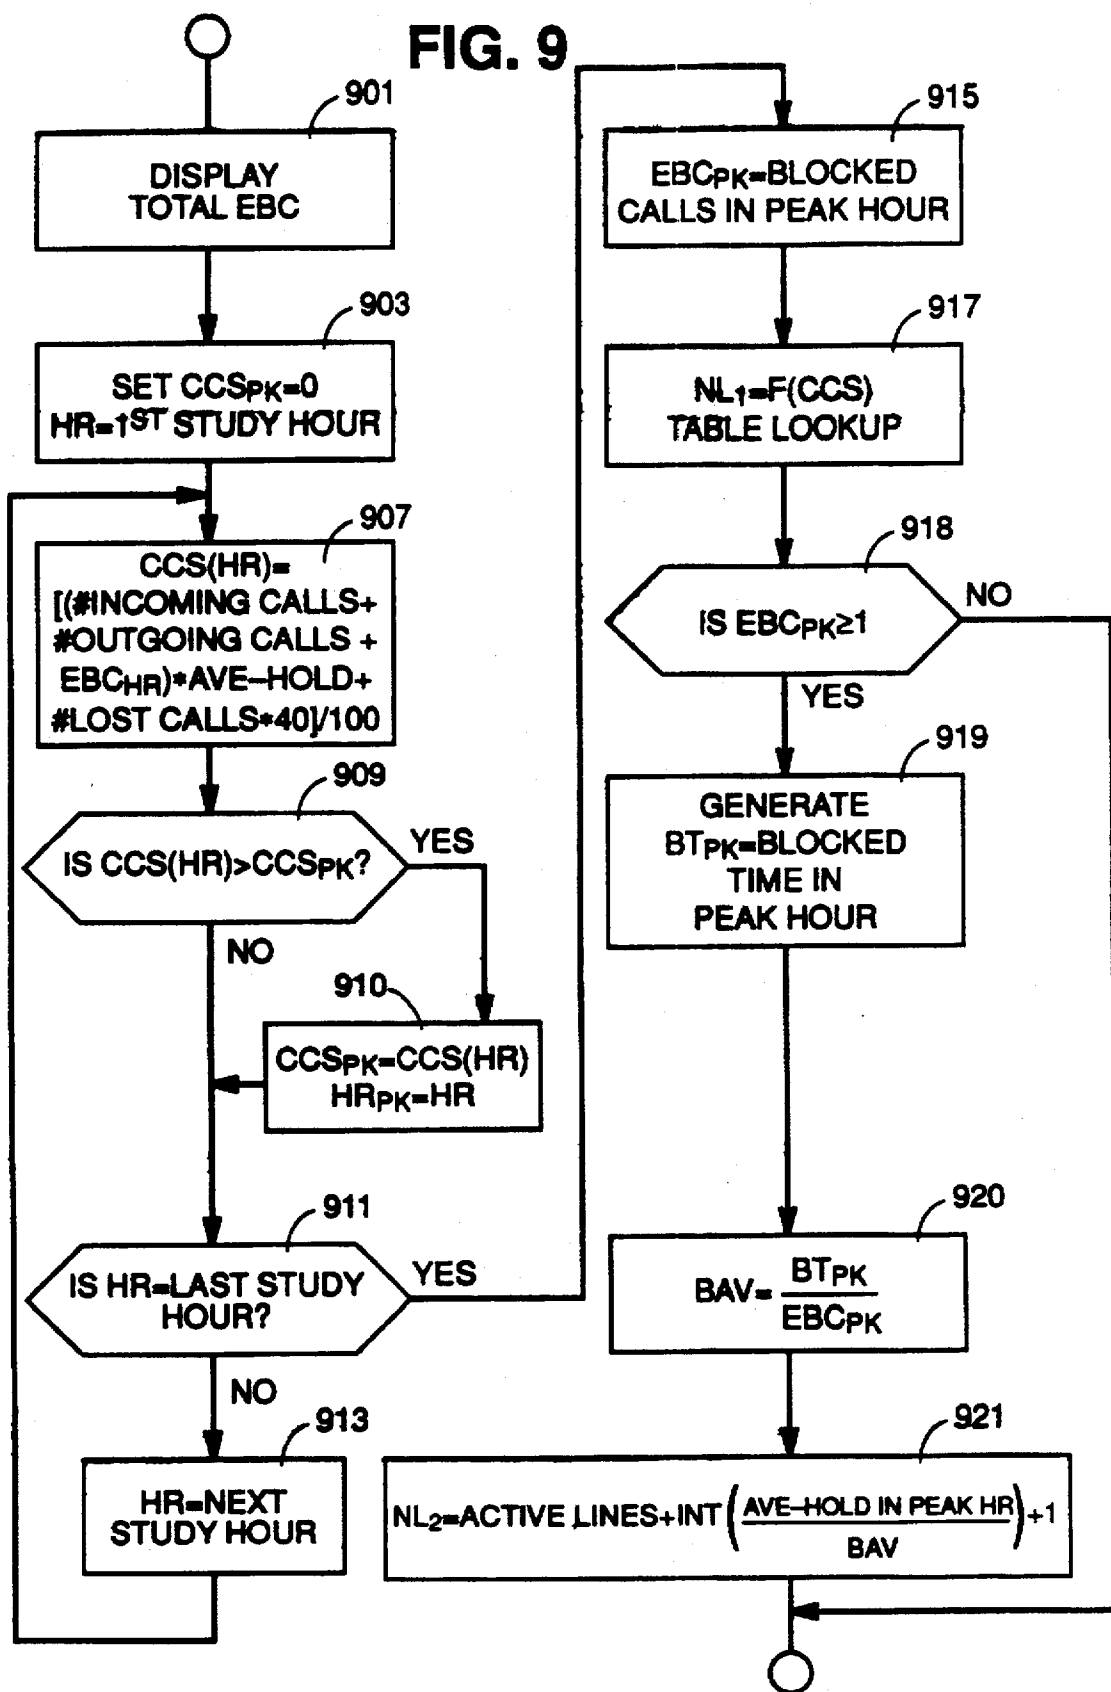 FIG. 9
901
DISPLAY
TOTAL EBC
903
SET CCSPK=0
HR=1ST STUDY HOUR
907
CCS(HR)=
[(#INCOMING CALLS+
#OUTGOING CALLS +
EBCHR)*AVE-HOLD+
#LOST CALLS*40]/100
909
IS CCS(HR)>CCSPK?
YES
NO
910
CCSPK=CCS(HR)
HRPK=HR
911
IS HR=LAST STUDY
HOUR?
YES
NO
913
HR=NEXT
STUDY HOUR
915
EBCPK=BLOCKED
CALLS IN PEAK HOUR
917
NL1=F(CCS)
TABLE LOOKUP
918
IS EBCPK≥1
NO
YES
919
GENERATE
BTPK=BLOCKED
TIME IN
PEAK HOUR
920
BAV= BTPK
EBCPK
921
NL2=ACTIVE LINES+INT (AVE-HOLD IN PEAK HR) +1
BAV